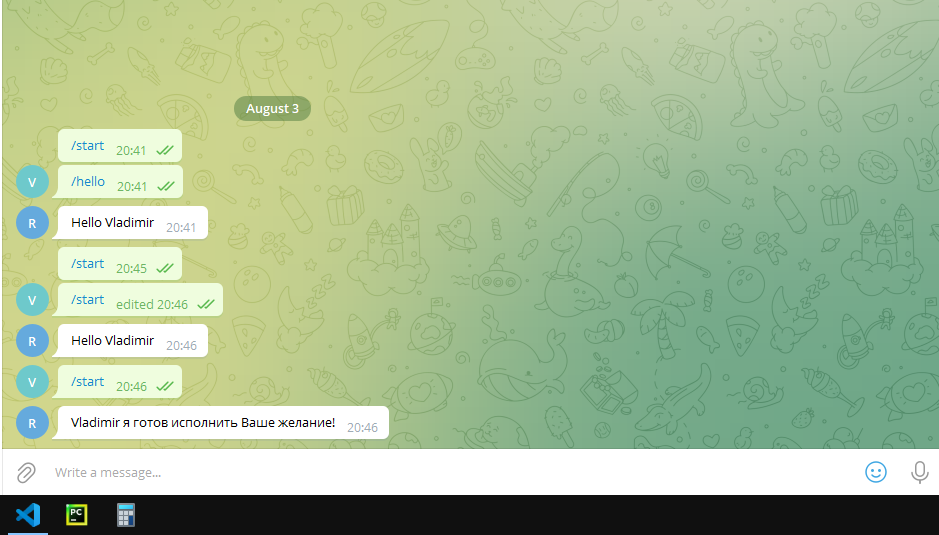 August 3
/start 20:41
V
/hello 20:41
R
Hello Vladimir 20:41
/start 20:45
V
/start edited 20:46
R
Hello Vladimir 20:46
V
/start 20:46
R
Vladimir я готов исполнить Ваше желание! 20:46
Write a message...
PC